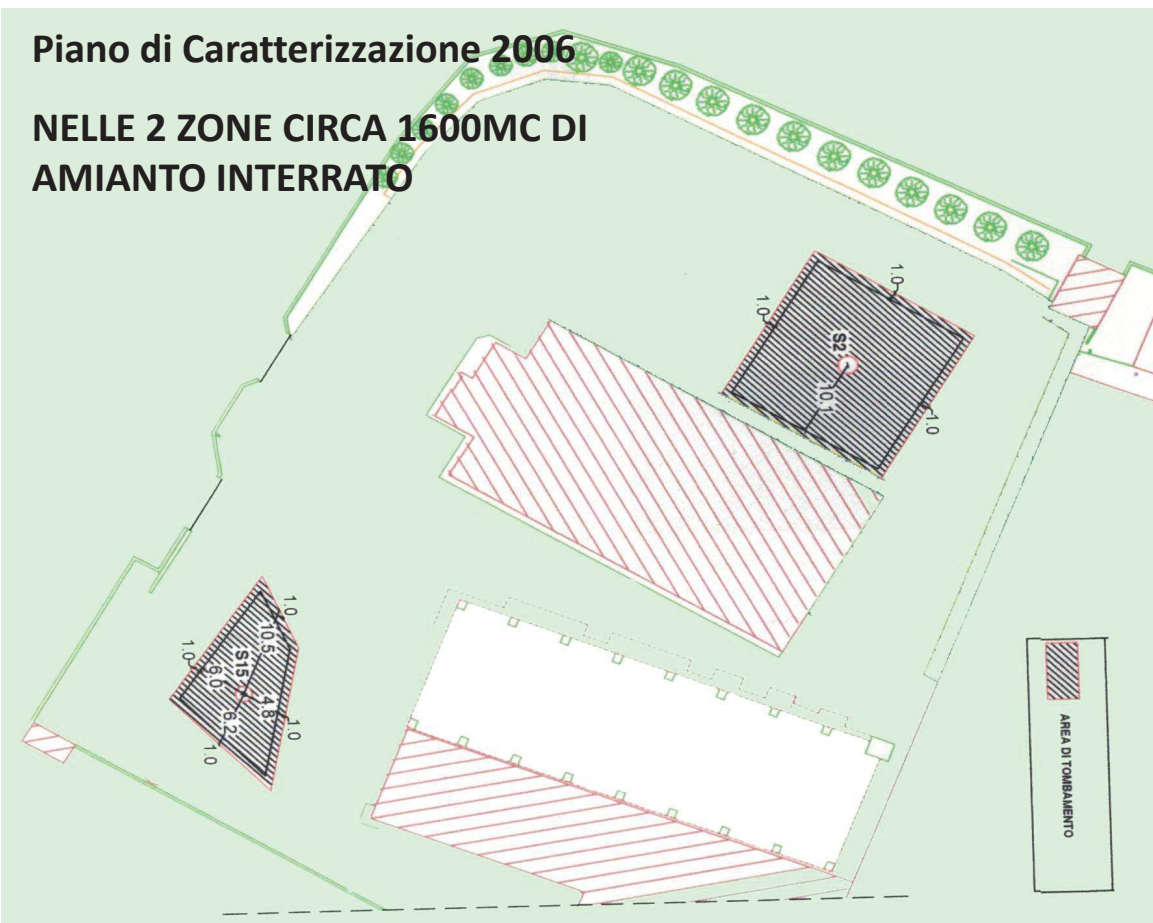 Piano di Caratterizzazione 2006
NELLE 2 ZONE CIRCA 1600MC DI
AMIANTO INTERRATO
1.0
1.0
S2
10.1
1.0
1.0
10.5
1.0
S15
6.0
4.8
6.2
1.0
1.0
AREA DI TOMBAMENTO